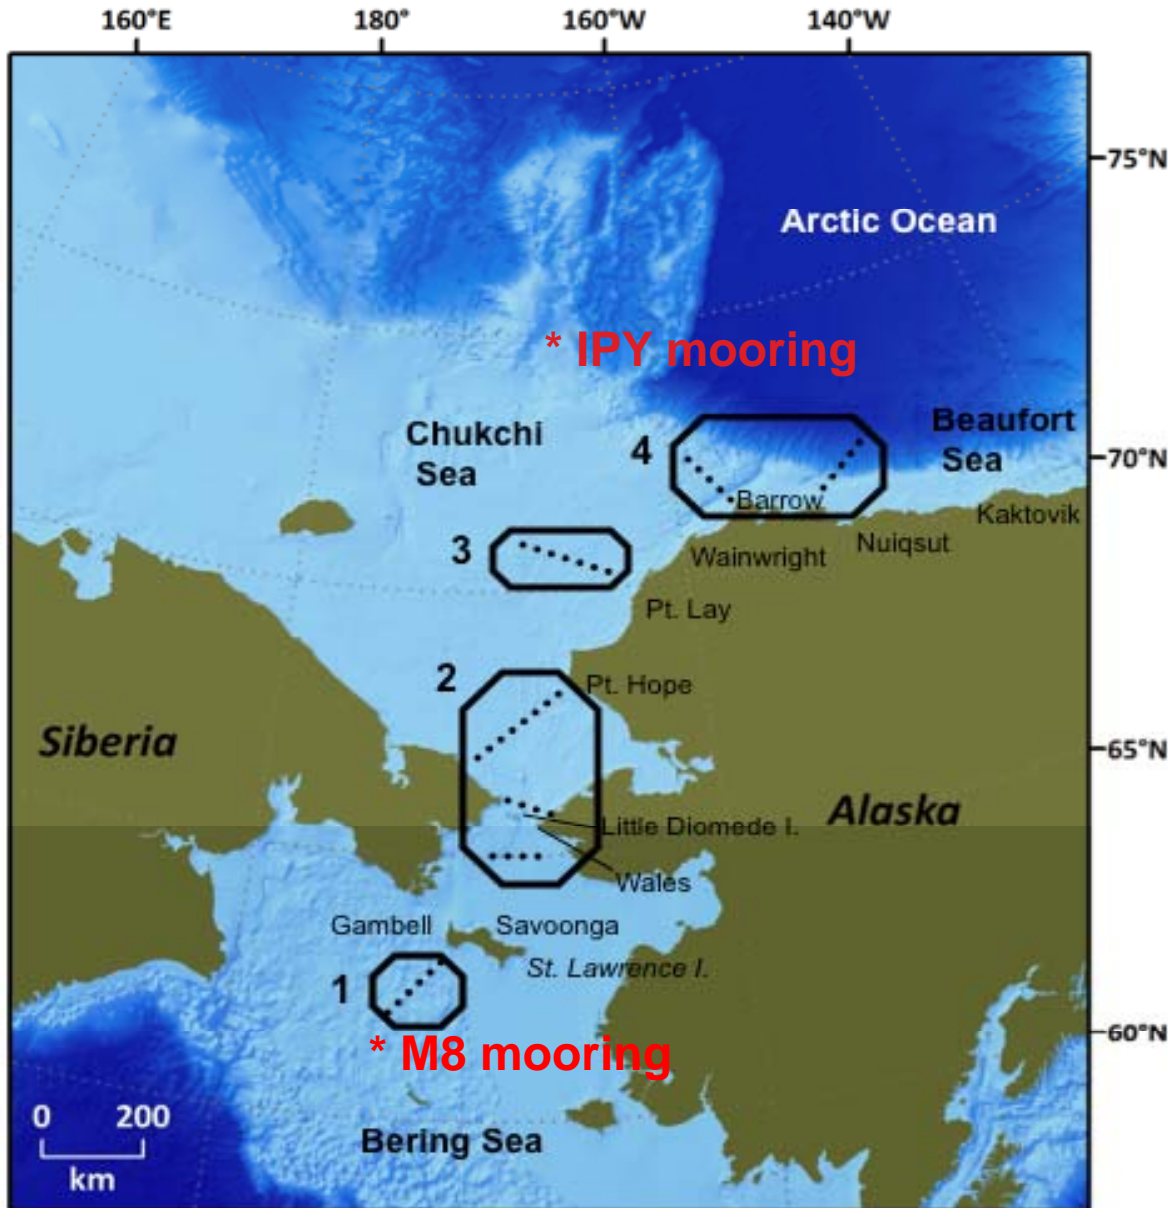 160°E 180° 160°W 140°W
75°N
Arctic Ocean
* IPY mooring
Chukchi
Sea
4
Beaufort
Sea
70°N
Barrow
Kaktovik
3
Wainwright
Nuiqsut
Pt. Lay
2
Pt. Hope
Siberia
65°N
Alaska
Little Diomede I.
Wales
Gambell
Savoonga
St. Lawrence I.
1
60°N
* M8 mooring
0 200
km
Bering Sea